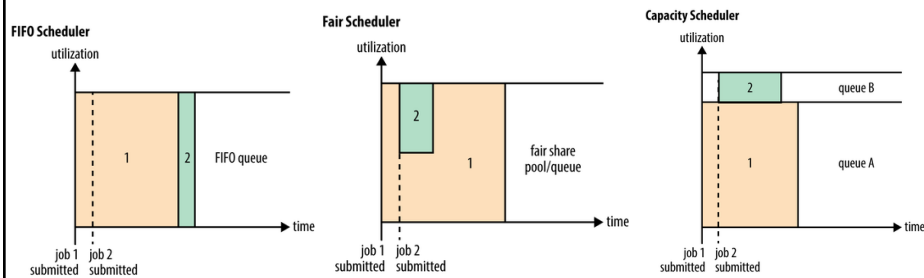 FIFO Scheduler
utilization
1
2
FIFO queue
time
job 1
submitted
job 2
submitted
Fair Scheduler
utilization
2
1
fair share
pool/queue
time
job 1
submitted
job 2
submitted
Capacity Scheduler
utilization
2
queue B
1
queue A
time
job 1
submitted
job 2
submitted